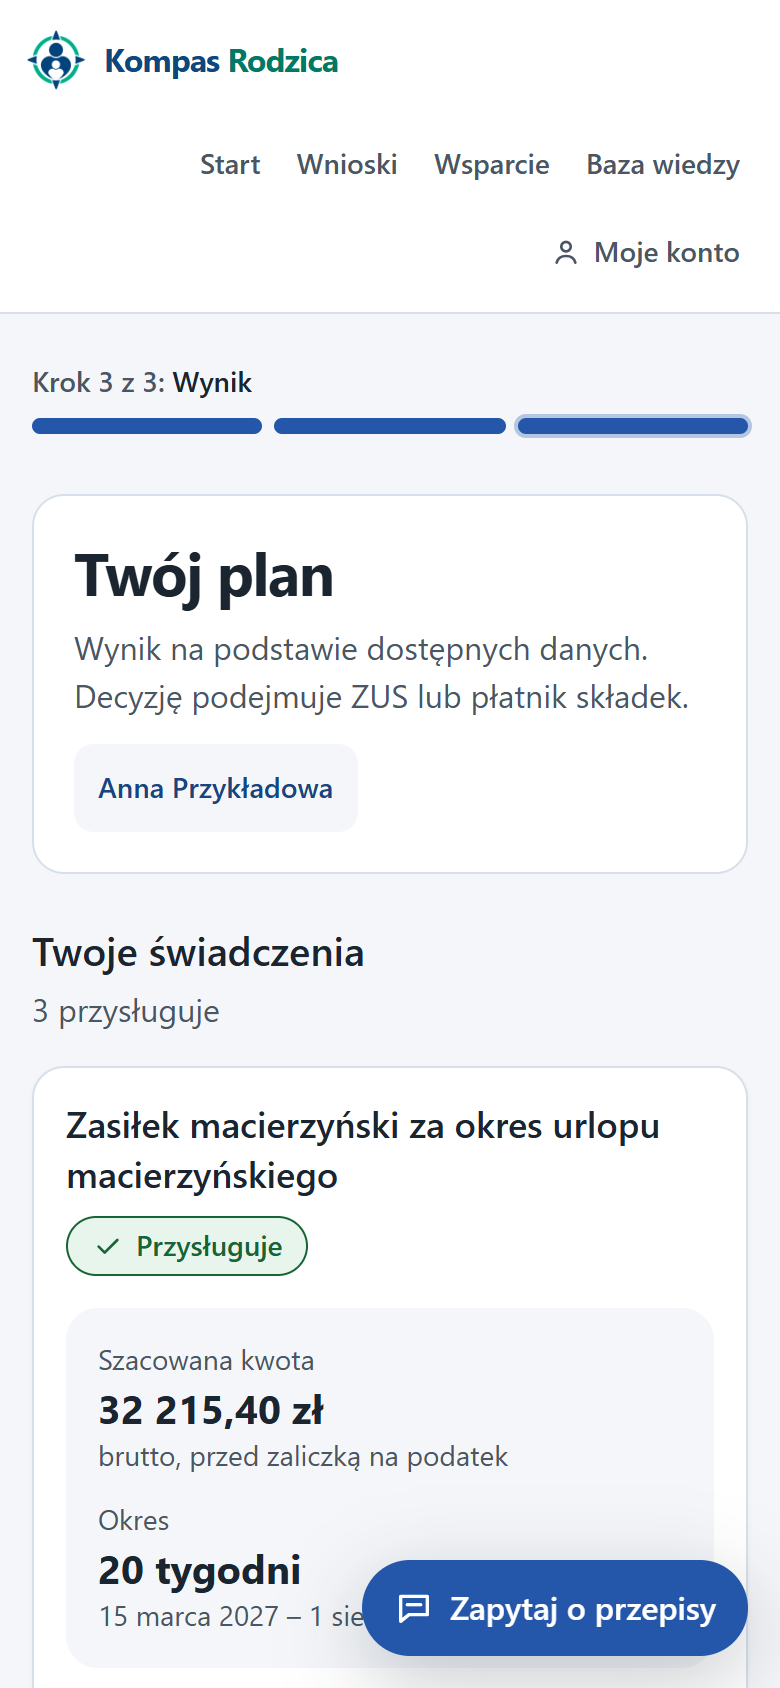 Kompas Rodzica
Start Wnioski Wsparcie Baza wiedzy
Moje konto
Krok 3 z 3: Wynik
Twój plan
Wynik na podstawie dostępnych danych.
Decyzję podejmuje ZUS lub płatnik składek.
Anna Przykładowa
Twoje świadczenia
3 przysługuje
Zasiłek macierzyński za okres urlopu
macierzyńskiego
Przysługuje
Szacowana kwota
32 215,40 zł
brutto, przed zaliczką na podatek
Okres
20 tygodni
15 marca 2027 – 1 sie
Zapytaj o przepisy